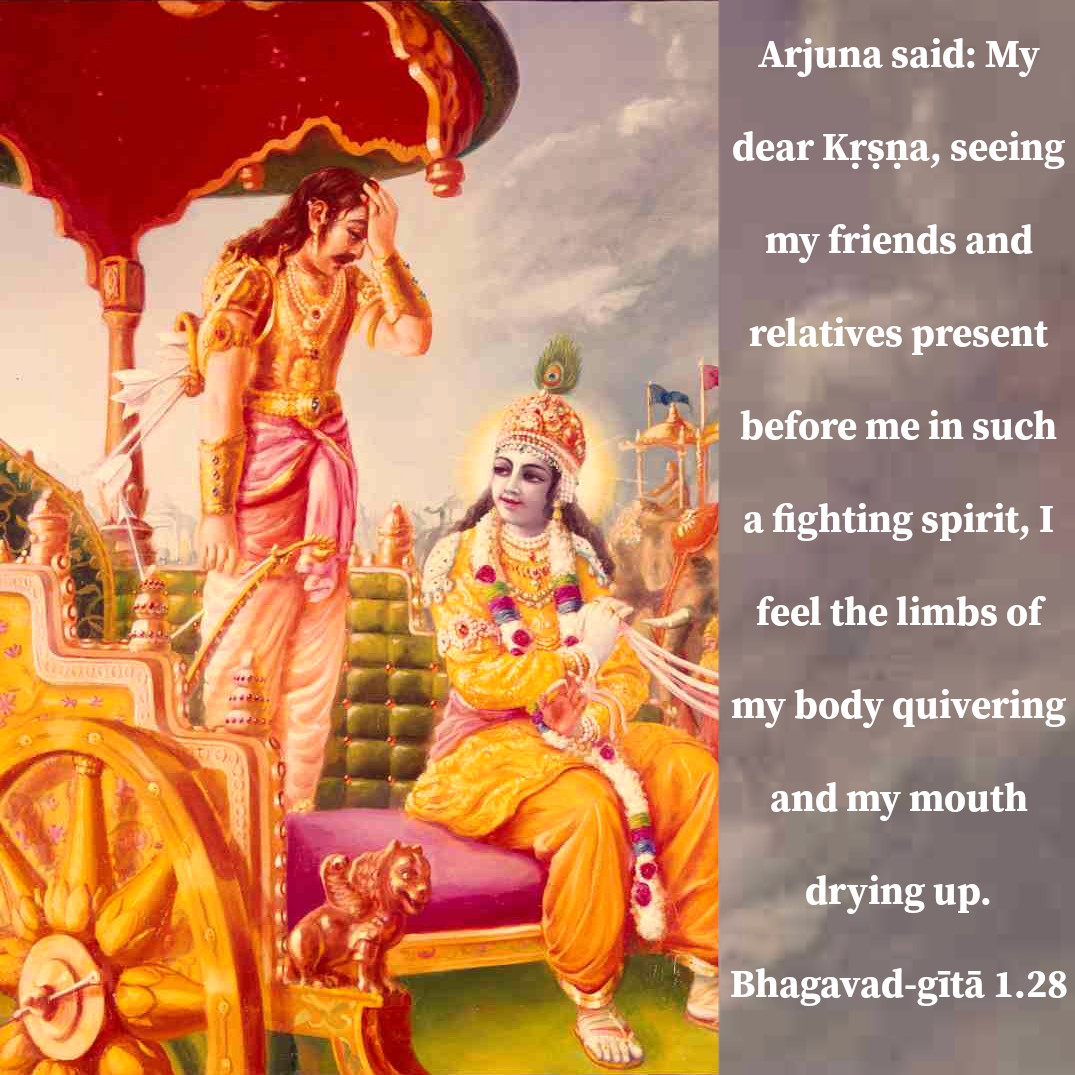 Arjuna said: My
dear Kṛṣṇa, seeing
my friends and
relatives present
before me in such
a fighting spirit, I
feel the limbs of
my body quivering
and my mouth
drying up.
Bhagavad-gītā 1.28